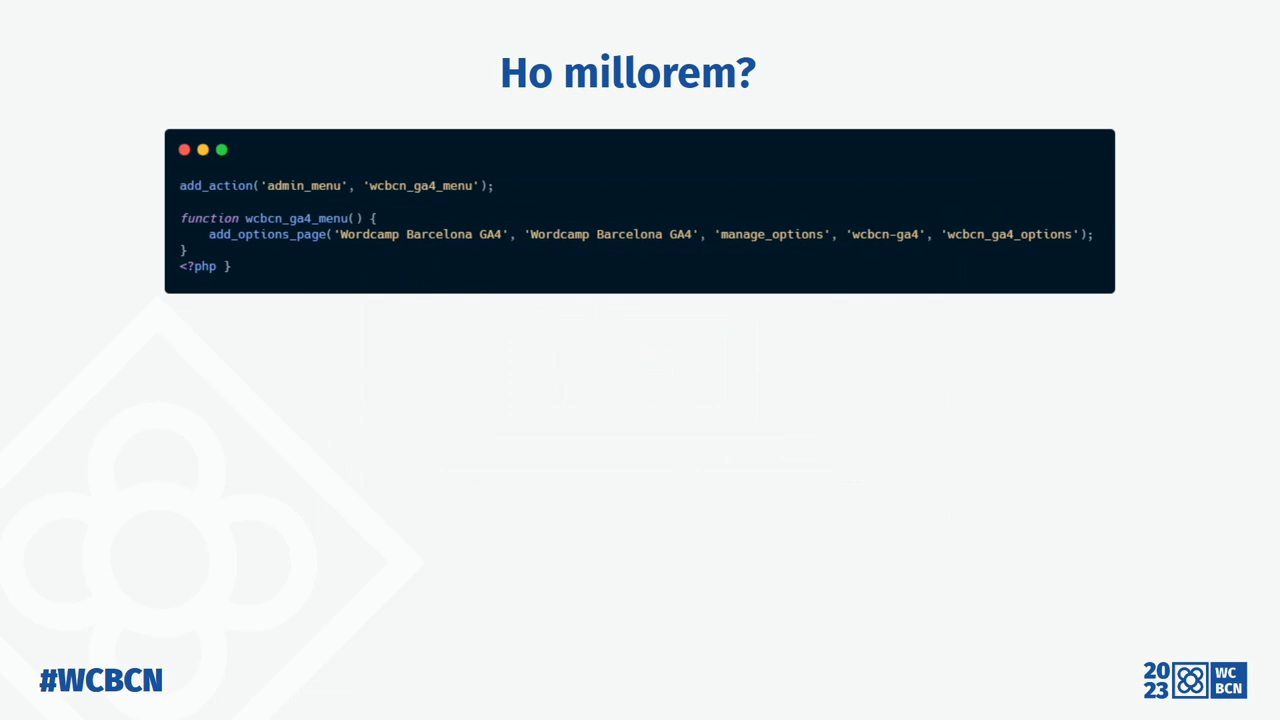 Ho millorem?
add_action('admin_menu', 'wcbcn_ga4_menu');
function wcbcn_ga4_menu() {
    add_options_page('Wordcamp Barcelona GA4', 'Wordcamp Barcelona GA4', 'manage_options', 'wcbcn-ga4', 'wcbcn_ga4_options');
}
<?php }
#WCBCN
20
23
WC
BCN